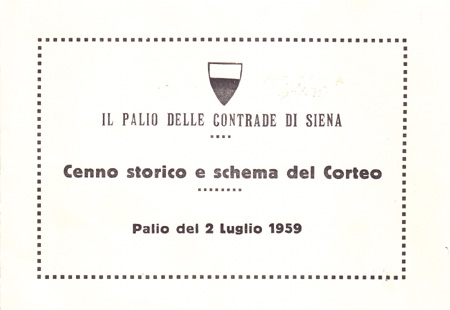 IL PALIO DELLE CONTRADE DI SIENA
Cenno storico e schema del Corteo
Palio del 2 Luglio 1959